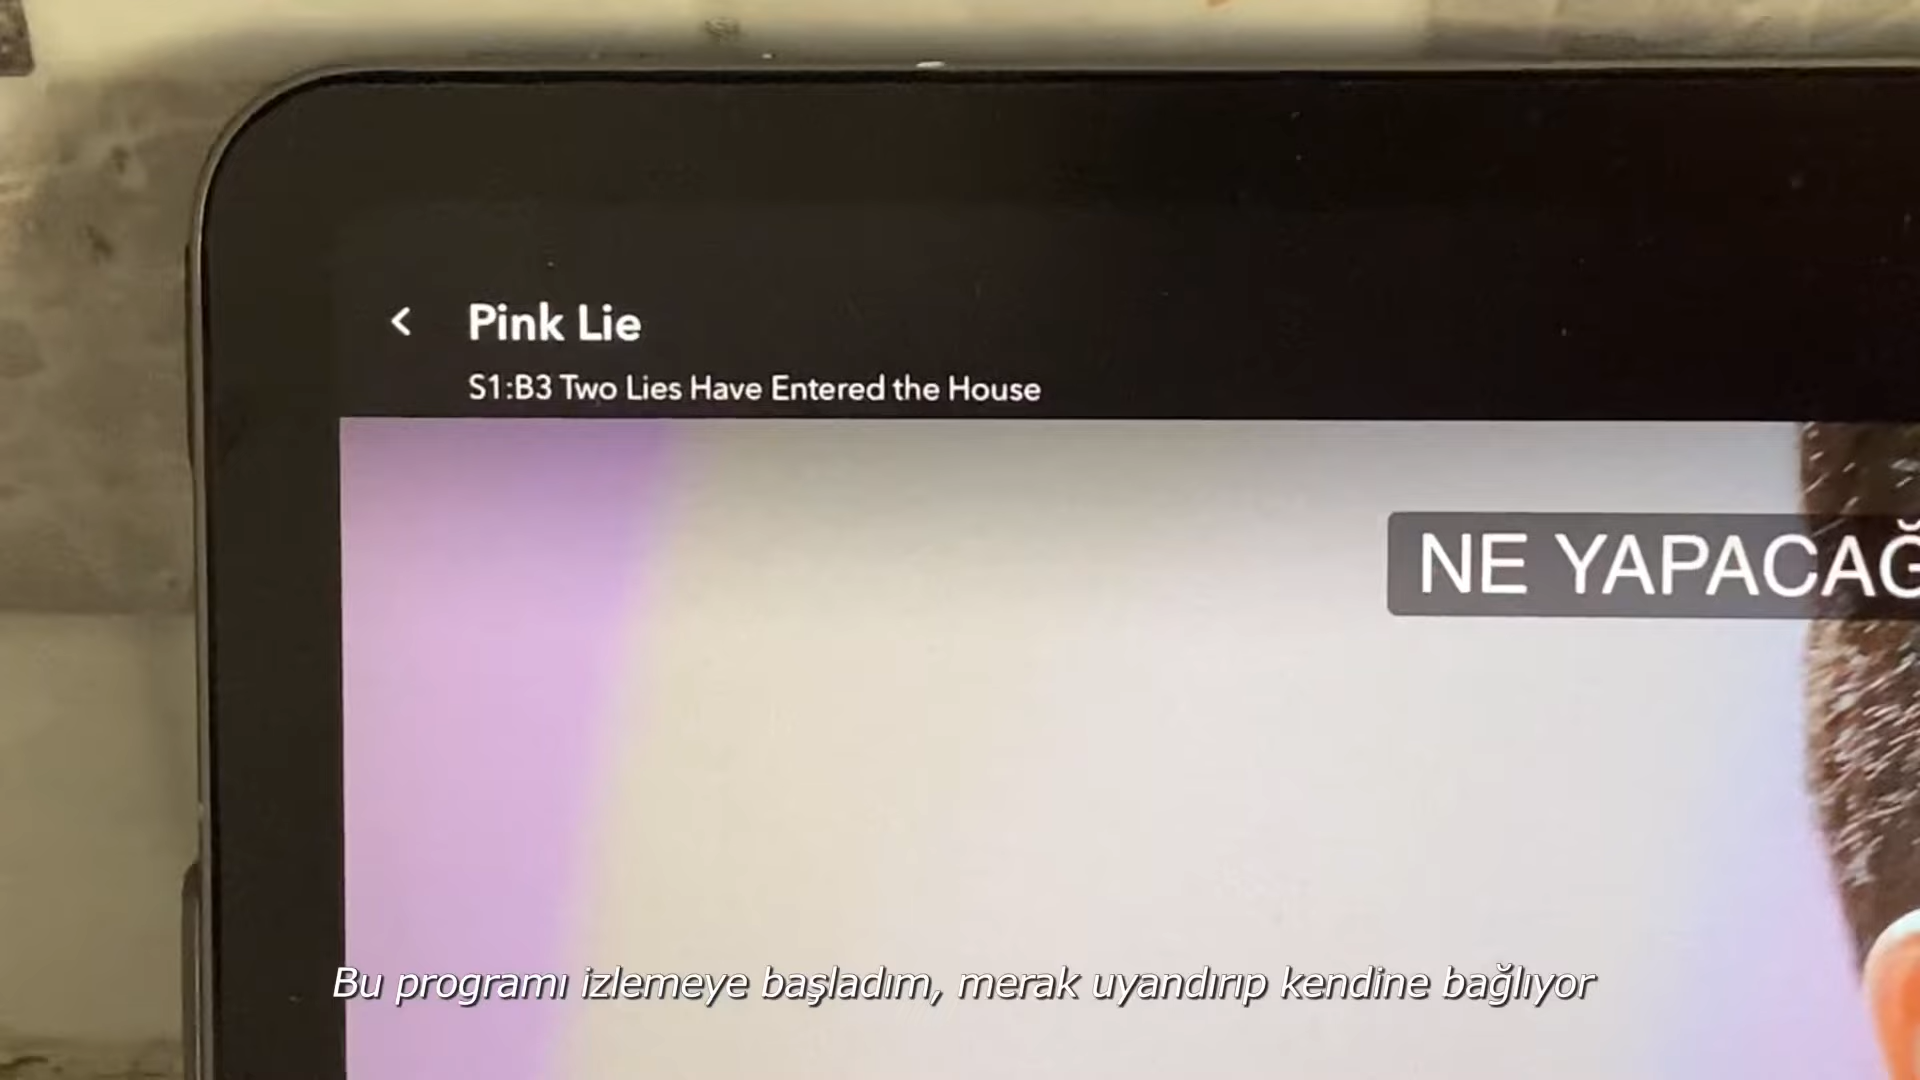 Pink Lie
S1:B3 Two Lies Have Entered the House
NE YAPACAĞ
Bu programı izlemeye başladım, merak uyandırıp kendine bağlıyor